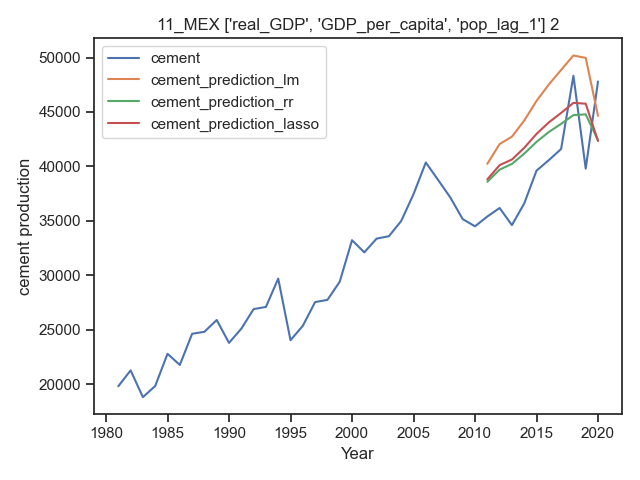 11_MEX ['real_GDP', 'GDP_per_capita', 'pop_lag_1'] 2
cement
cement_prediction_lm
cement_prediction_rr
cement_prediction_lasso
cement production
50000
45000
40000
35000
30000
25000
20000
1980
1985
1990
1995
2000
2005
2010
2015
2020
Year